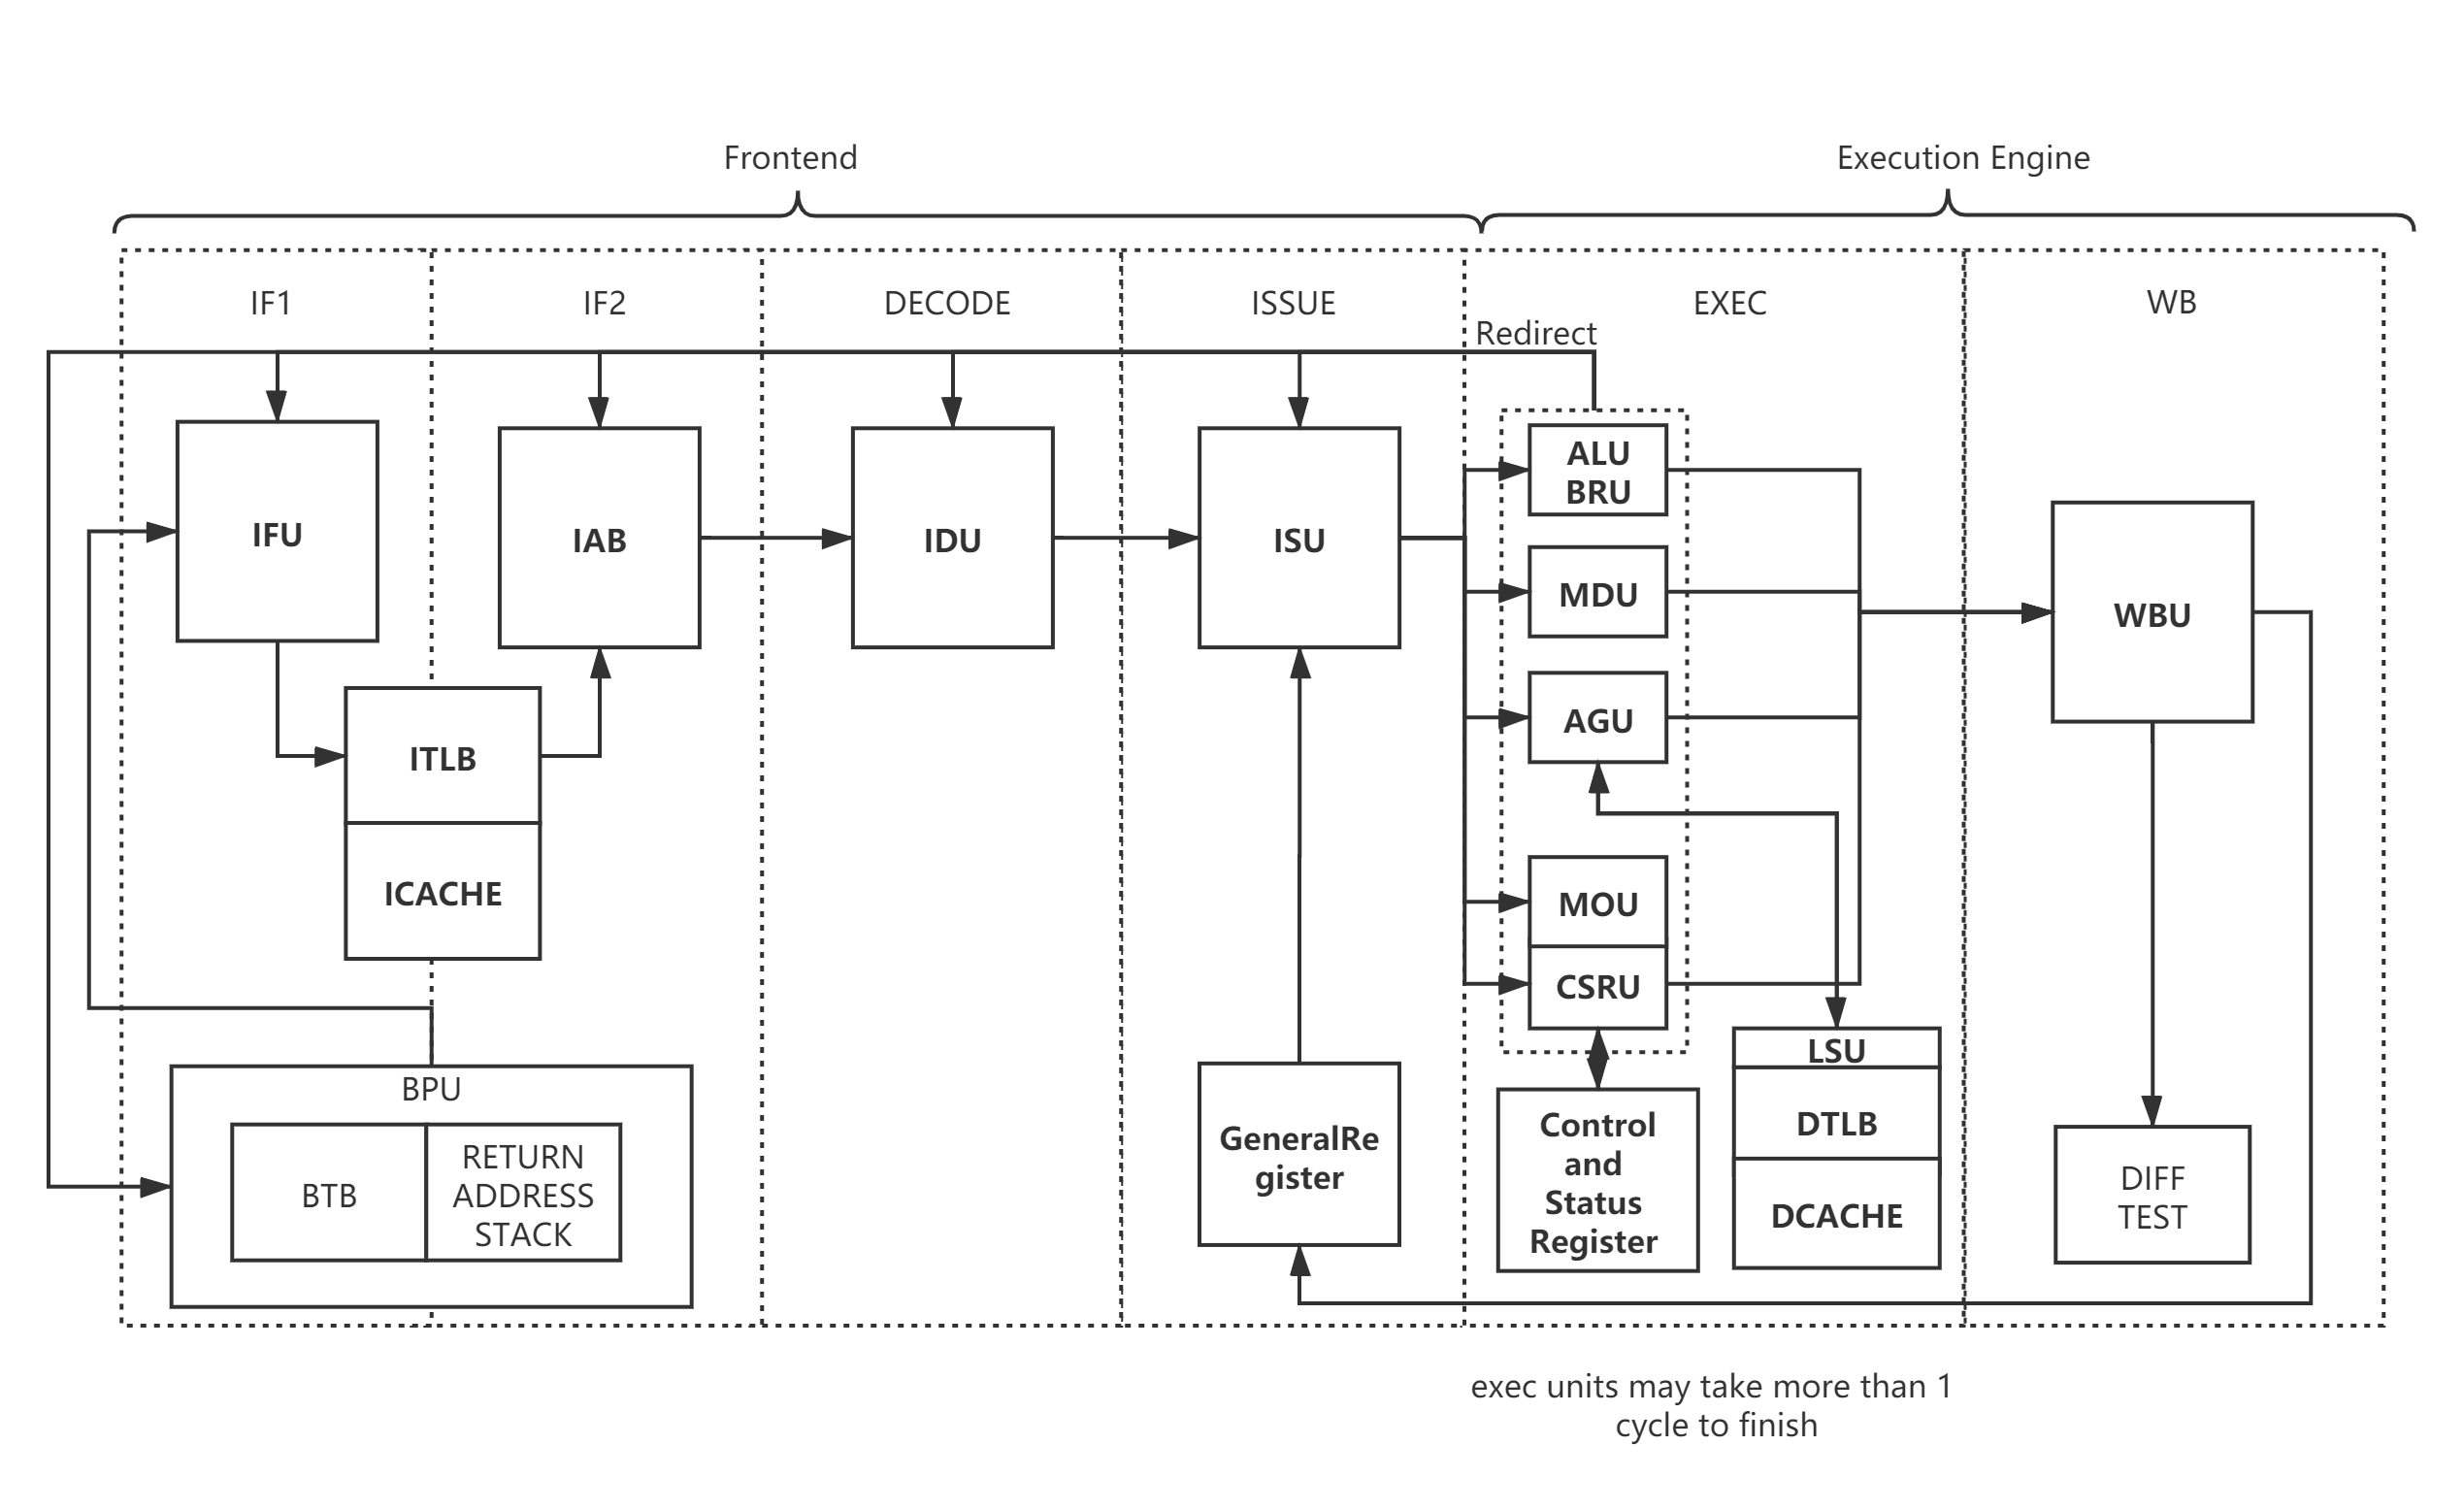 Frontend
Execution Engine
IF1
IF2
DECODE
ISSUE
EXEC
WB
Redirect
IFU
IAB
IDU
ISU
ALU
BRU
MDU
AGU
MOU
CSRU
WBU
ITLB
ICACHE
BPU
BTB
RETURN
ADDRESS
STACK
GeneralRe
gister
Control
and
Status
Register
LSU
DTLB
DCACHE
DIFF
TEST
exec units may take more than 1
cycle to finish